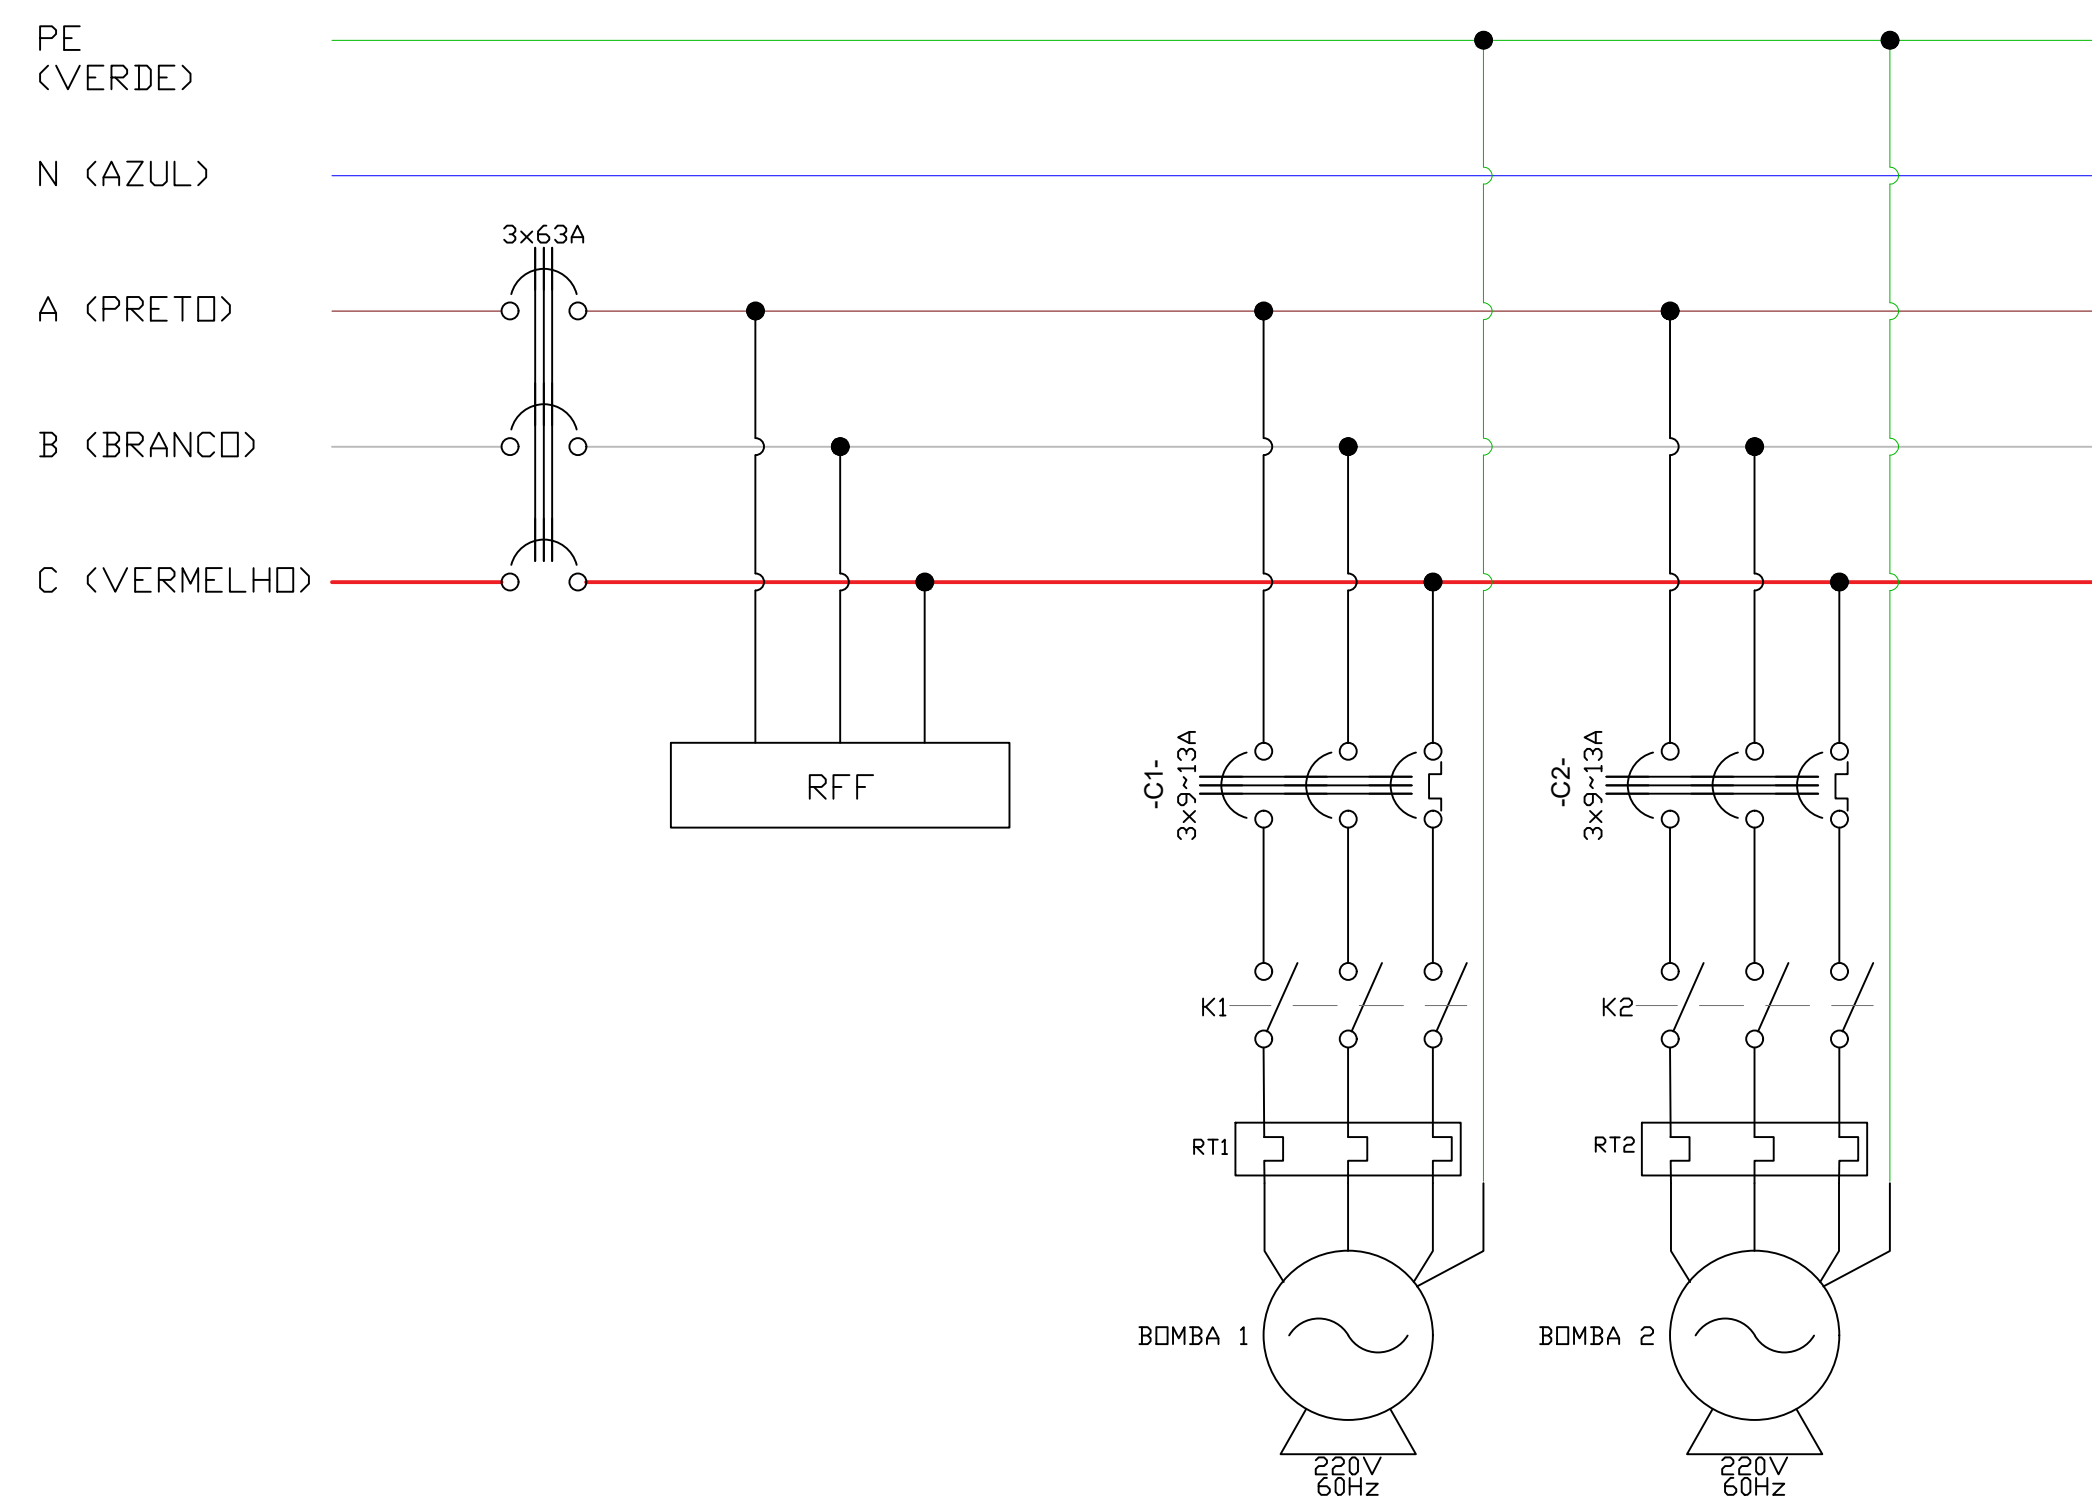 PE
(VERDE)
N (AZUL)
3x63A
A (PRETO)
B (BRANCO)
C (VERMELHO)
RFF
-C1-
3x9~13A
-C2-
3x9~13A
K1
K2
RT1
RT2
BOMBA 1
BOMBA 2
220V
60Hz
220V
60Hz